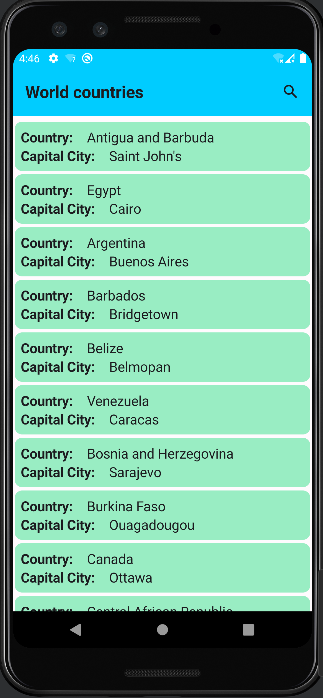 4:46
World countries
Country: Antigua and Barbuda
Capital City: Saint John's
Country: Egypt
Capital City: Cairo
Country: Argentina
Capital City: Buenos Aires
Country: Barbados
Capital City: Bridgetown
Country: Belize
Capital City: Belmopan
Country: Venezuela
Capital City: Caracas
Country: Bosnia and Herzegovina
Capital City: Sarajevo
Country: Burkina Faso
Capital City: Ouagadougou
Country: Canada
Capital City: Ottawa
Country: Central African Republic